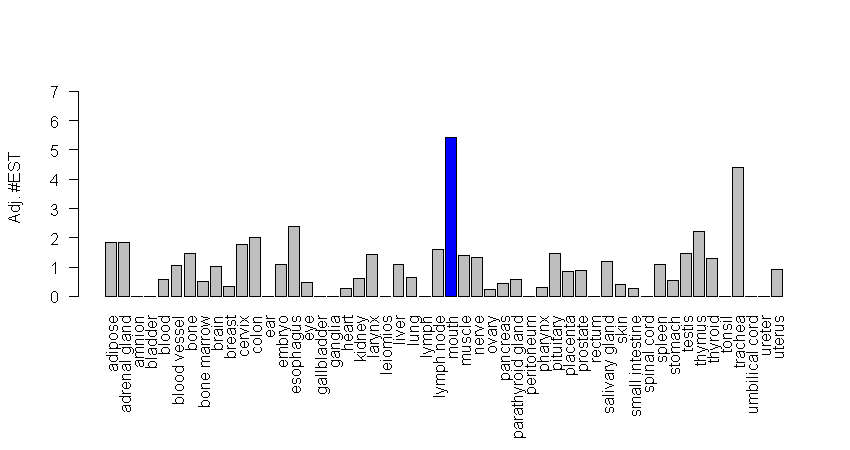 7
6
5
4
3
2
1
0
Adj. #EST
adipose
adrenal gland
amnion
bladder
blood
blood vessel
bone
bone marrow
brain
breast
cervix
colon
ear
embryo
esophagus
eye
gallbladder
ganglia
heart
kidney
larynx
leiomios
liver
lung
lymph
lymph node
mouth
muscle
nerve
ovary
pancreas
parathyroid gland
peritoneum
pharynx
pituitary
placenta
prostate
rectum
salivary gland
skin
small intestine
spinal cord
spleen
stomach
testis
thymus
thyroid
tonsil
trachea
umbilical cord
ureter
uterus